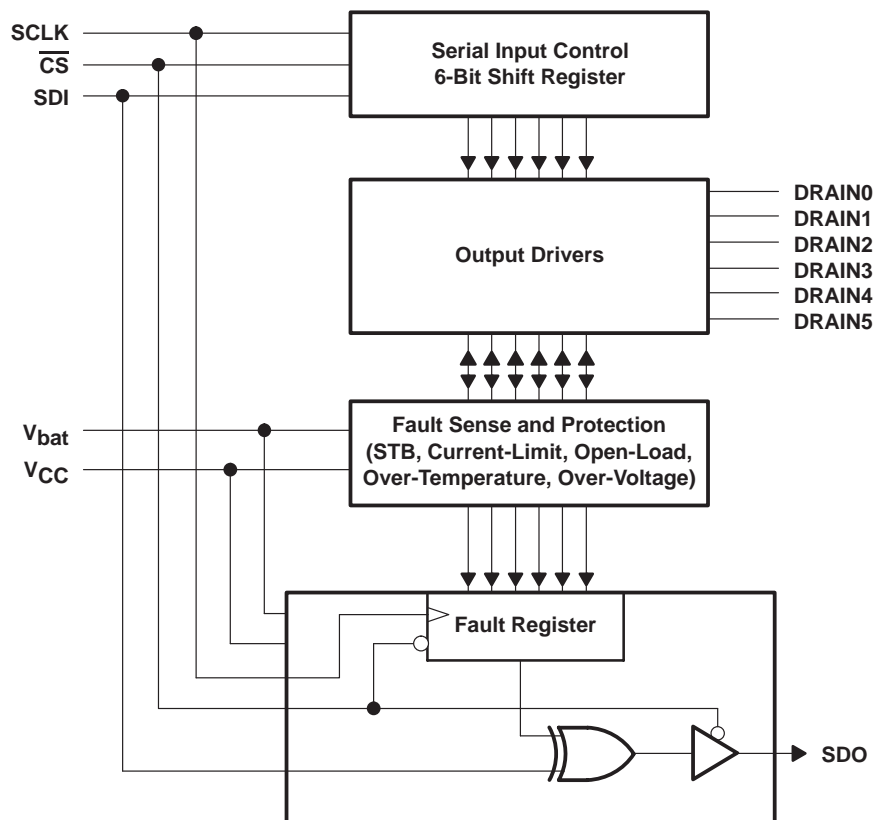 SCLK
CS
SDI
Serial Input Control
6-Bit Shift Register
Output Drivers
DRAIN0
DRAIN1
DRAIN2
DRAIN3
DRAIN4
DRAIN5
Vbat
VCC
Fault Sense and Protection
(STB, Current-Limit, Open-Load,
Over-Temperature, Over-Voltage)
Fault Register
SDO